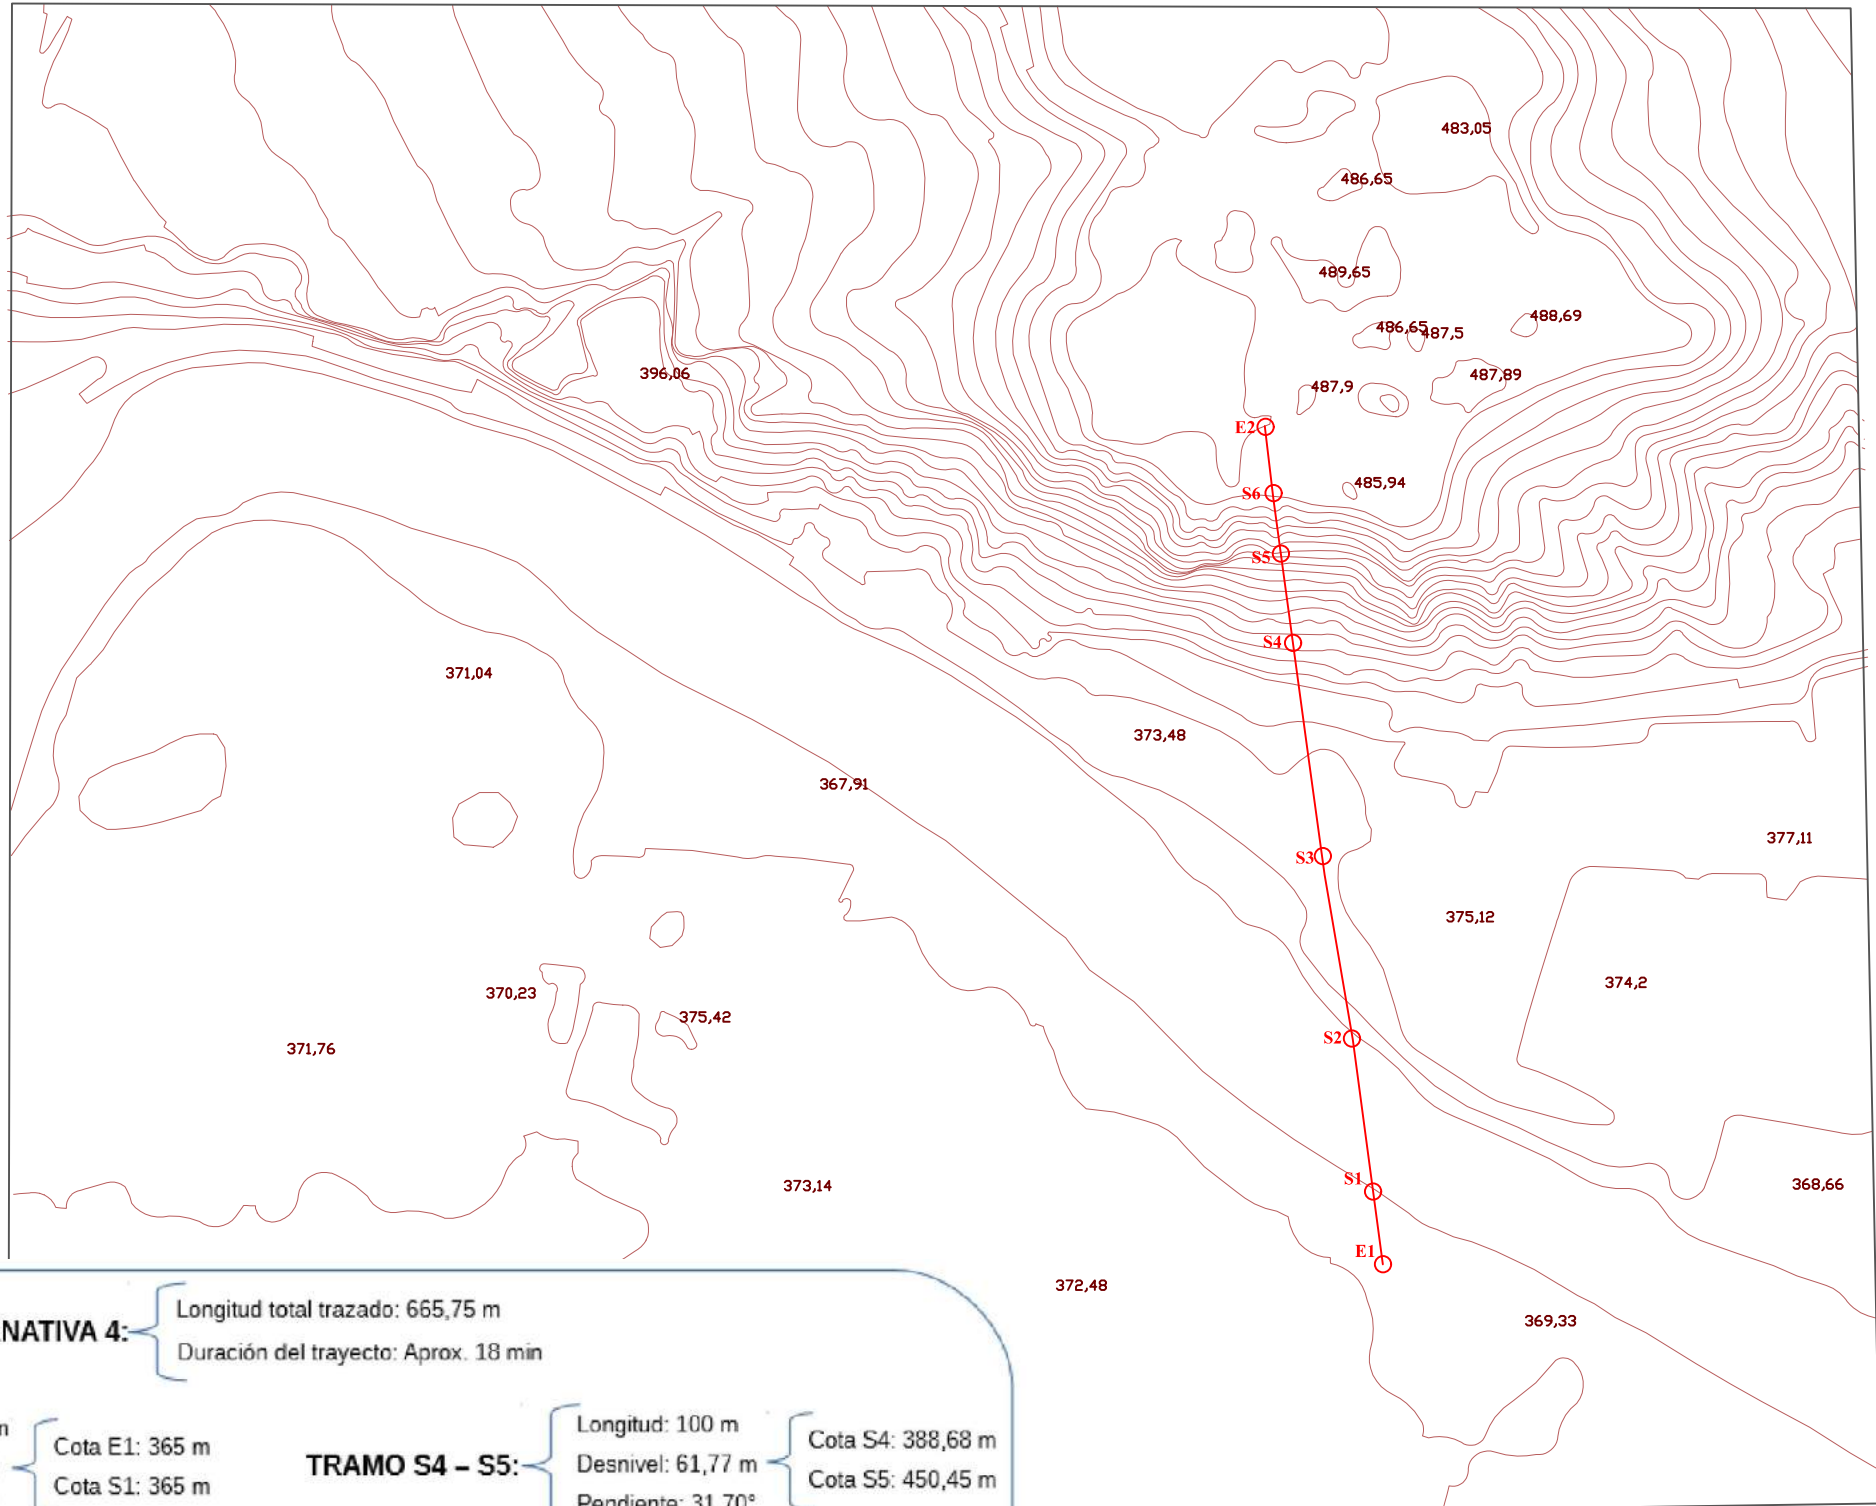 483,05
486,65
489,65
488,69
486,65
487,5
396,06
487,89
487,9
E2
485,94
S6
S5
S4
371,04
373,48
367,91
377,11
S3
375,12
374,2
370,23
375,42
S2
371,76
S1
373,14
368,66
E1
372,48
369,33
NATIVA 4:
Longitud total trazado: 665,75 m
Duración del trayecto: Aprox. 18 min
Cota E1: 365 m
Cota S1: 365 m
TRAMO S4 – S5:
Longitud: 100 m
Desnivel: 61,77 m
Pendiente: 31,70°
Cota S4: 388,68 m
Cota S5: 450,45 m